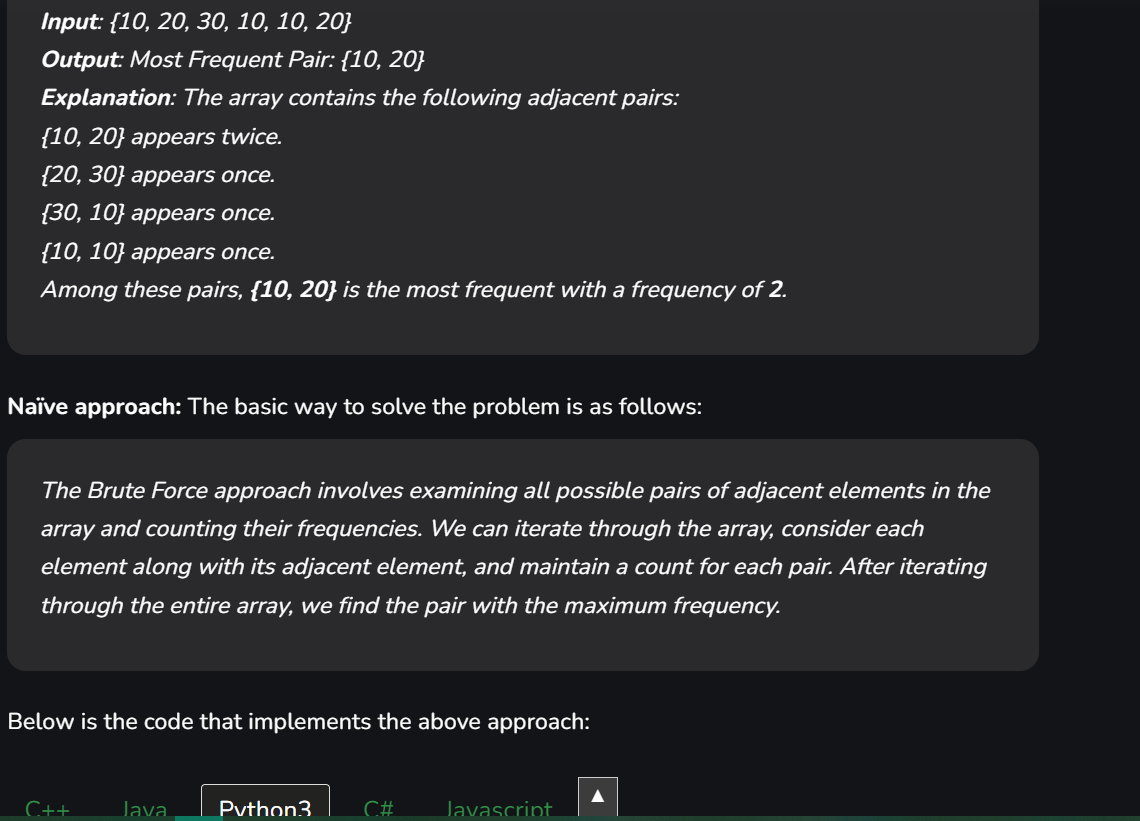 Input: {10, 20, 30, 10, 10, 20}
Output: Most Frequent Pair: {10, 20}
Explanation: The array contains the following adjacent pairs:
{10, 20} appears twice.
{20, 30} appears once.
{30, 10} appears once.
{10, 10} appears once.
Among these pairs, {10, 20} is the most frequent with a frequency of 2.
Naïve approach: The basic way to solve the problem is as follows:
The Brute Force approach involves examining all possible pairs of adjacent elements in the
array and counting their frequencies. We can iterate through the array, consider each
element along with its adjacent element, and maintain a count for each pair. After iterating
through the entire array, we find the pair with the maximum frequency.
Below is the code that implements the above approach:
C++ Java Python3 C# Javascript